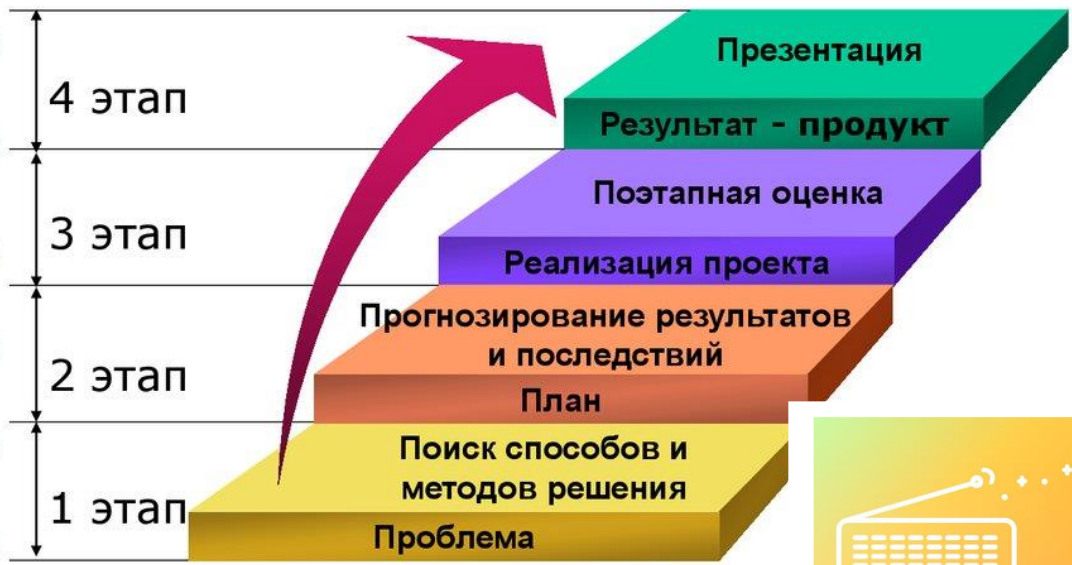 4 этап
Презентация
Результат - продукт
3 этап
Поэтапная оценка
Реализация проекта
2 этап
Прогнозирование результатов
и последствий
План
1 этап
Поиск способов и
методов решения
Проблема